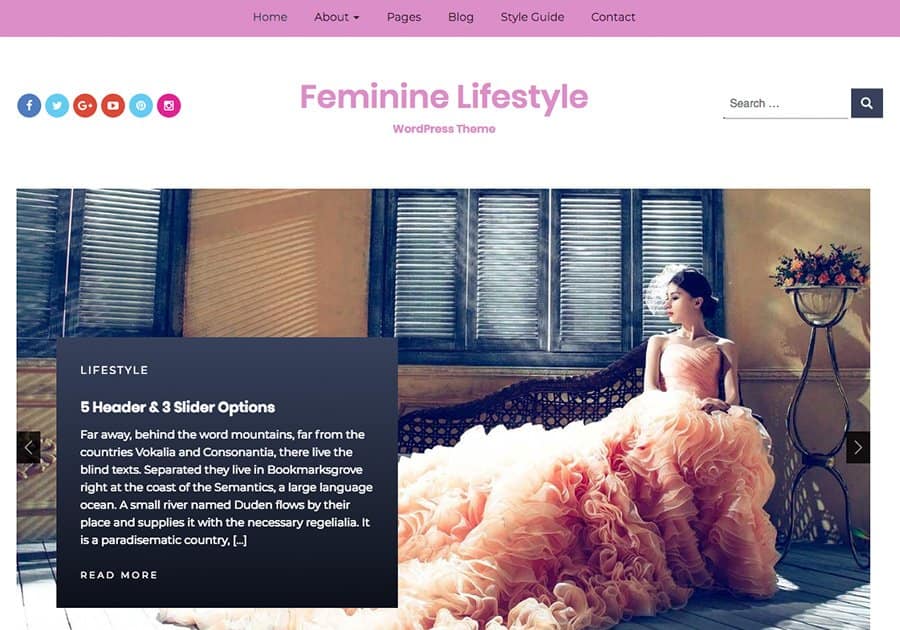 Home About Pages Blog Style Guide Contact
Feminine Lifestyle
WordPress Theme
Search ...
LIFESTYLE
5 Header & 3 Slider Options
Far away, behind the word mountains, far from the
countries Vokalia and Consonantia, there live the
blind texts. Separated they live in Bookmarksgrove
right at the coast of the Semantics, a large language
ocean. A small river named Duden flows by their
place and supplies it with the necessary regelialia. It
is a paradisematic country, [...]
READ MORE